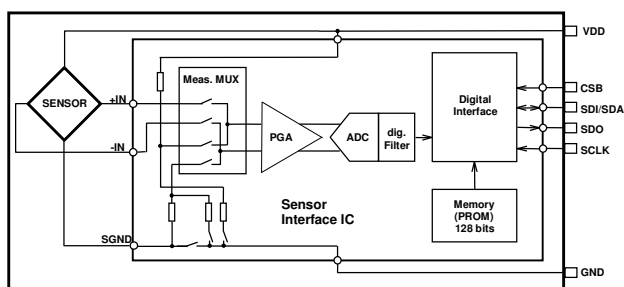 VDD
Meas. MUX
SENSOR
+IN
-IN
PGA
ADC
dig.
Filter
Digital
Interface
CSB
SDI/SDA
SDO
SCLK
Sensor
Interface IC
Memory
(PROM)
128 bits
SGND
GND